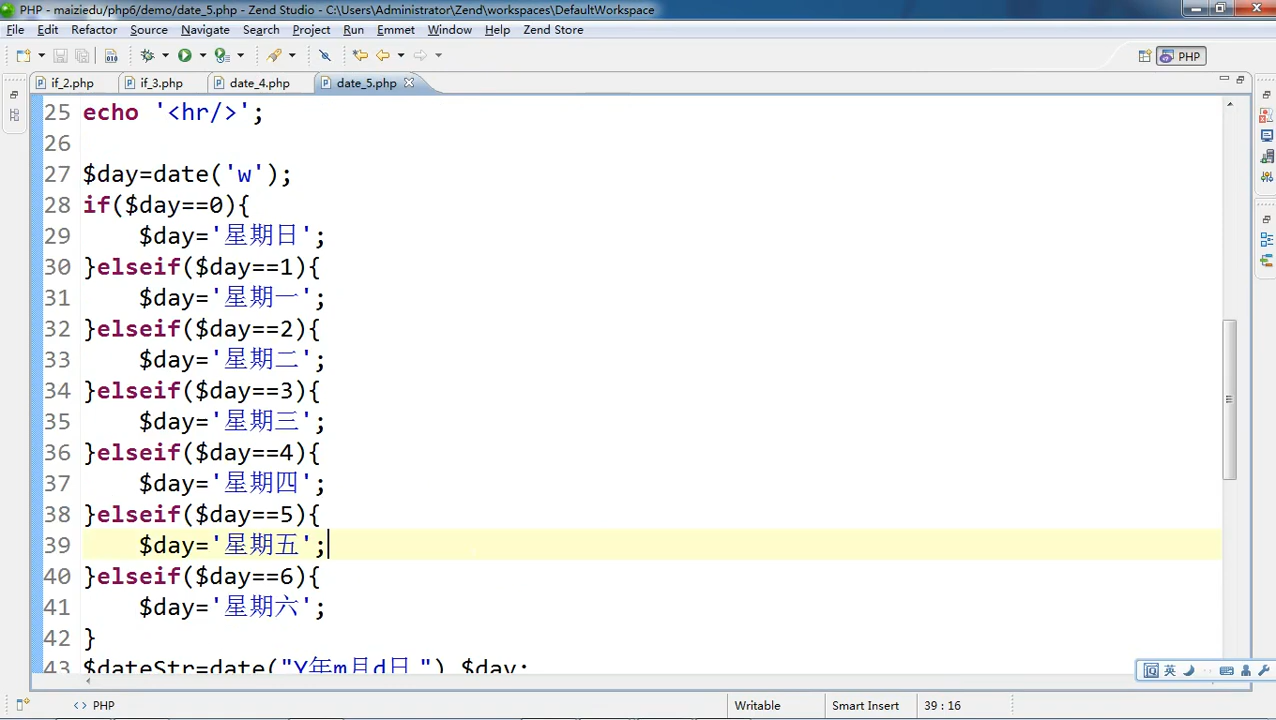 PHP - maiziedu/php6/demo/date_5.php - Zend Studio - C:\Users\Administrator\Zend\workspaces\DefaultWorkspace
File Edit Refactor Source Navigate Search Project Run Emmet Window Help Zend Store
PHP
if_2.php if_3.php date_4.php date_5.php
25 echo '<hr/>';
26
27 $day=date('w');
28 if($day==0){
29 $day='星期日';
30 }elseif($day==1){
31 $day='星期一';
32 }elseif($day==2){
33 $day='星期二';
34 }elseif($day==3){
35 $day='星期三';
36 }elseif($day==4){
37 $day='星期四';
38 }elseif($day==5){
39 $day='星期五';
40 }elseif($day==6){
41 $day='星期六';
42 }
43 $dateStr=date("Y年m月d日 ").$day;
英
PHP Writable Smart Insert 39 : 16